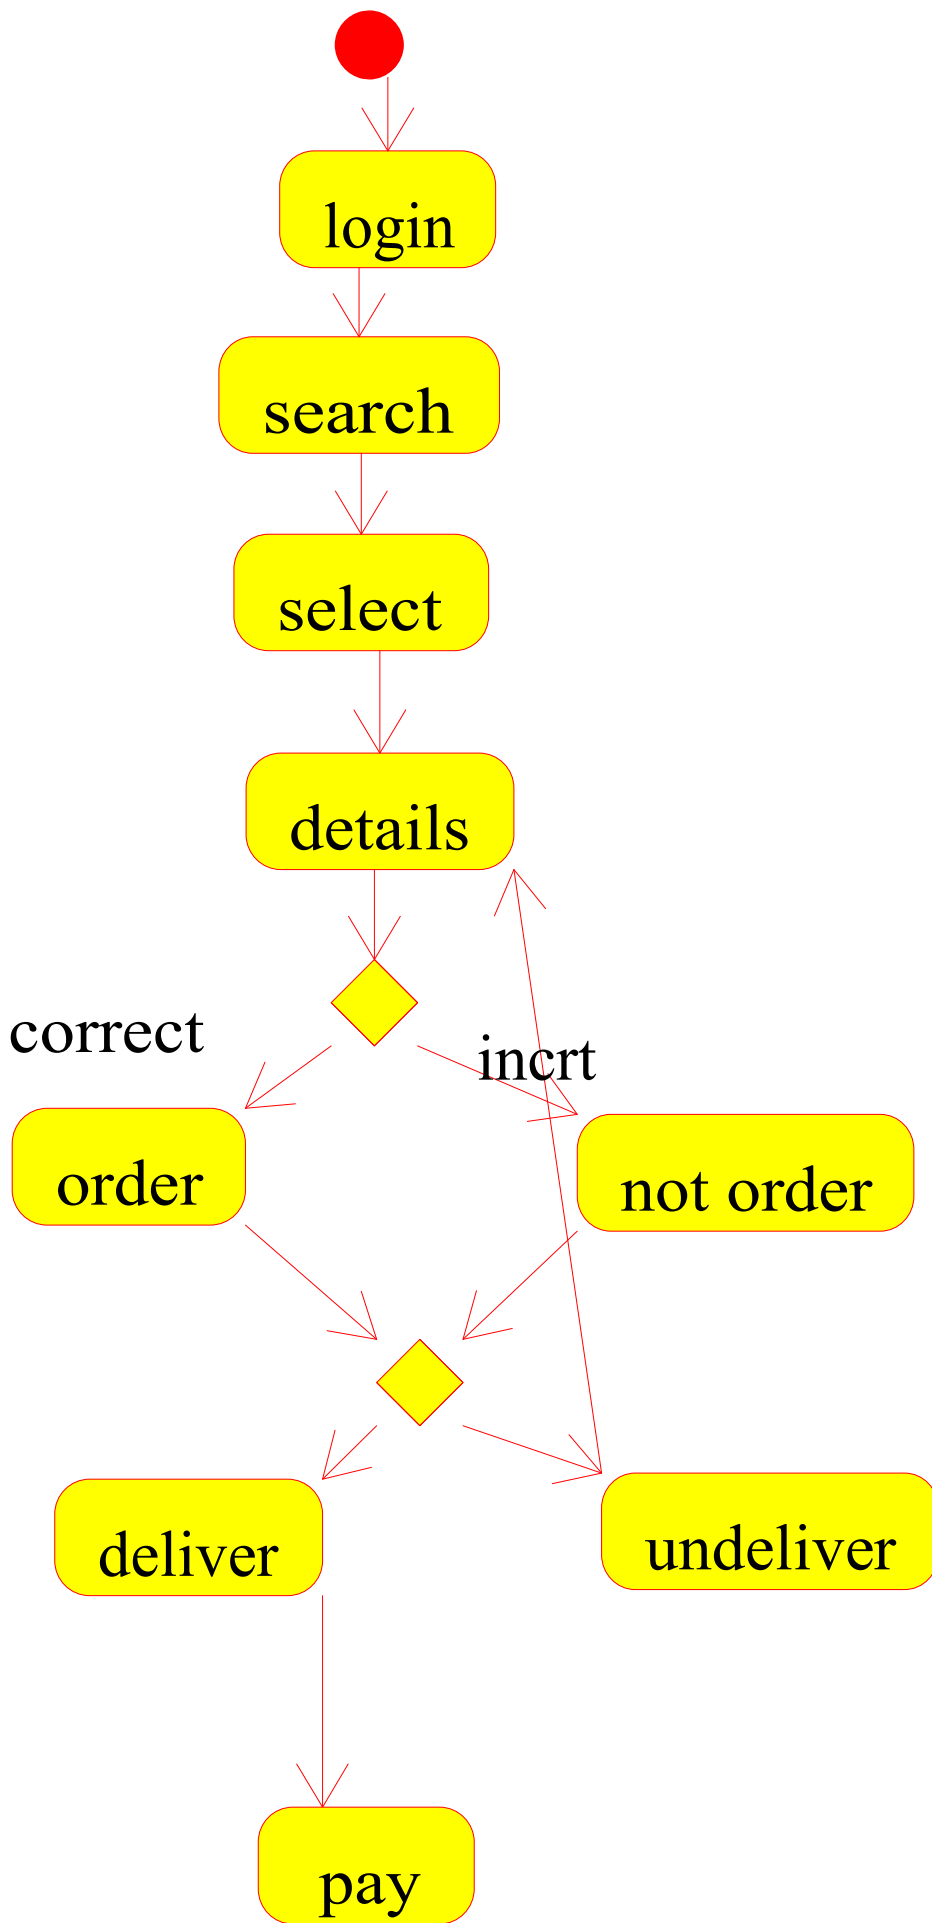 login
search
select
details
correct
incrt
order
not order
deliver
undeliver
pay